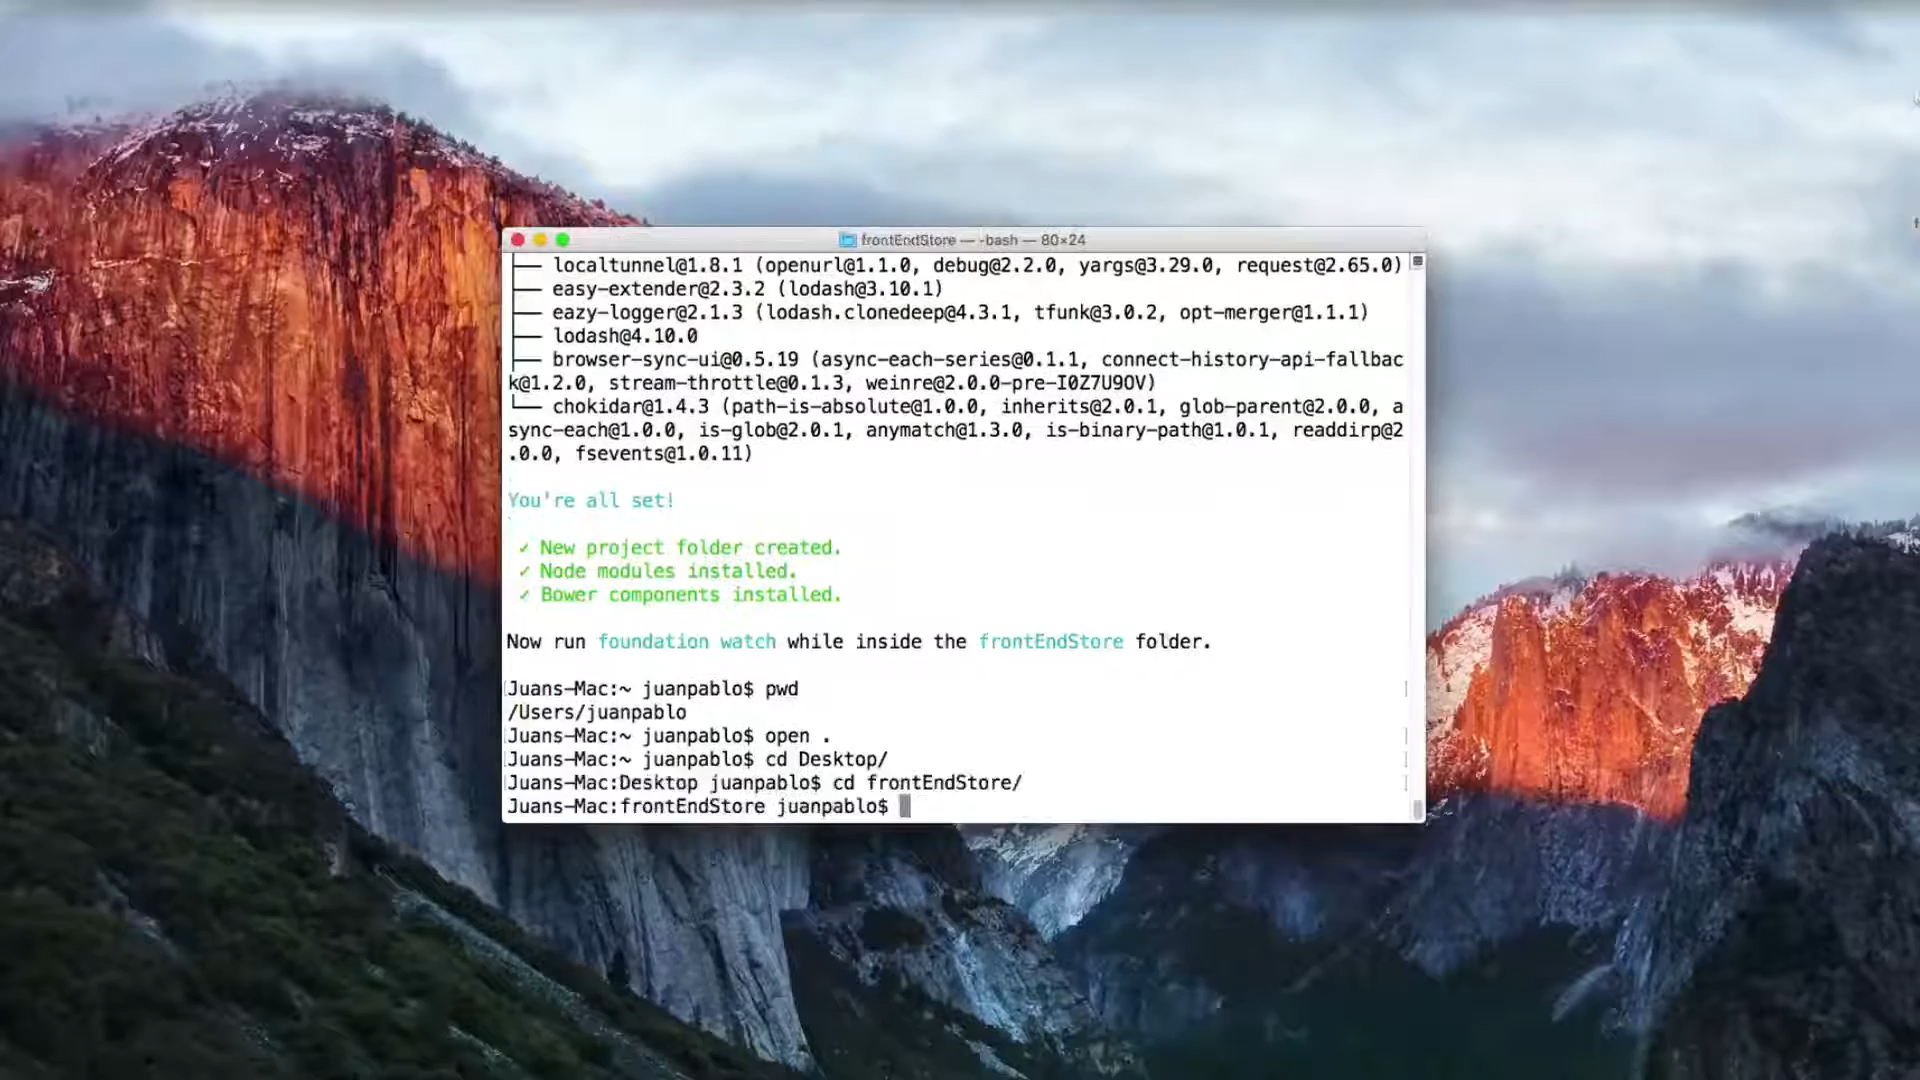 frontEndStore — -bash — 80×24
├── localtunnel@1.8.1 (openurl@1.1.0, debug@2.2.0, yargs@3.29.0, request@2.65.0)
├── easy-extender@2.3.2 (lodash@3.10.1)
├── eazy-logger@2.1.3 (lodash.clonedeep@4.3.1, tfunk@3.0.2, opt-merger@1.1.1)
├── lodash@4.10.0
├── browser-sync-ui@0.5.19 (async-each-series@0.1.1, connect-history-api-fallbac
k@1.2.0, stream-throttle@0.1.3, weinre@2.0.0-pre-I0Z7U9OV)
└── chokidar@1.4.3 (path-is-absolute@1.0.0, inherits@2.0.1, glob-parent@2.0.0, a
sync-each@1.0.0, is-glob@2.0.1, anymatch@1.3.0, is-binary-path@1.0.1, readdirp@2
.0.0, fsevents@1.0.11)
You're all set!
✓ New project folder created.
✓ Node modules installed.
✓ Bower components installed.
Now run foundation watch while inside the frontEndStore folder.
Juans-Mac:~ juanpablo$ pwd
/Users/juanpablo
Juans-Mac:~ juanpablo$ open .
Juans-Mac:~ juanpablo$ cd Desktop/
Juans-Mac:Desktop juanpablo$ cd frontEndStore/
Juans-Mac:frontEndStore juanpablo$